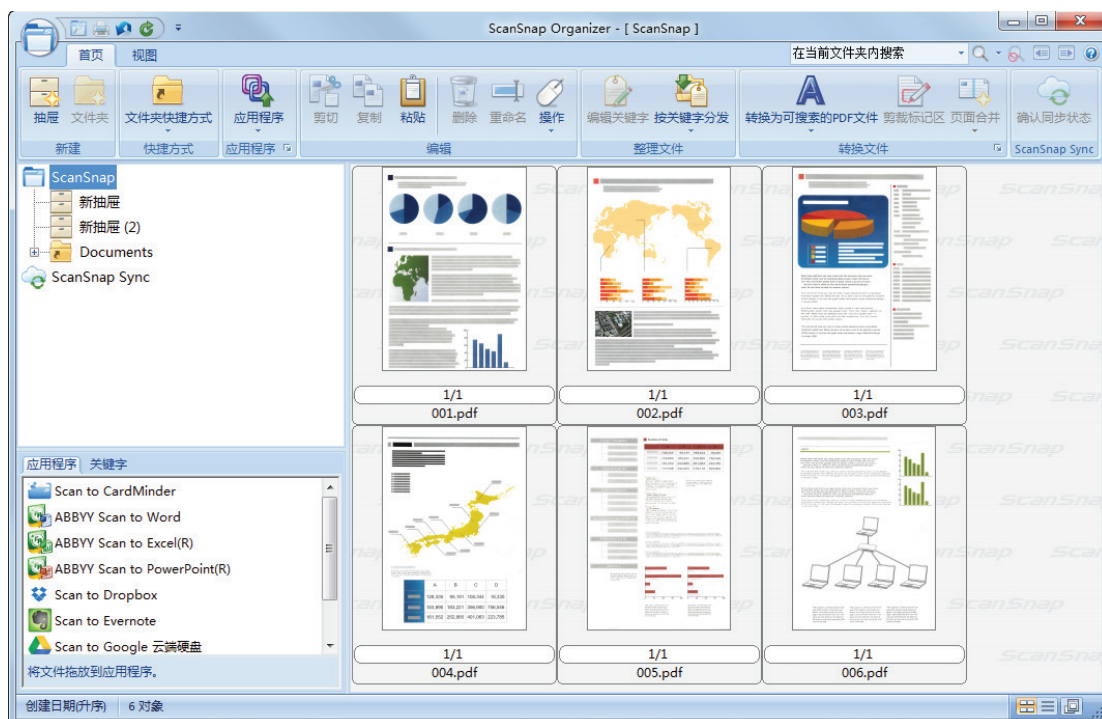 ScanSnap Organizer - [ ScanSnap ]
首页 视图
在当前文件夹内搜索
抽屉 文件夹 文件夹快捷方式 应用程序 剪切 复制 粘贴 删除 重命名 操作 编辑关键字 按关键字分发 转换为可搜索的PDF文件 剪裁标记区 页面合并 确认同步状态
新建 快捷方式 应用程序 编辑 整理文件 转换文件 ScanSnap Sync
ScanSnap
新抽屉
新抽屉 (2)
Documents
ScanSnap Sync
1/1 1/1 1/1
001.pdf 002.pdf 003.pdf
A B C D
1/1 1/1 1/1
004.pdf 005.pdf 006.pdf
应用程序 关键字
Scan to CardMinder
ABBYY Scan to Word
ABBYY Scan to Excel(R)
ABBYY Scan to PowerPoint(R)
Scan to Dropbox
Scan to Evernote
Scan to Google 云端硬盘
将文件拖放到应用程序。
创建日期(升序) 6 对象